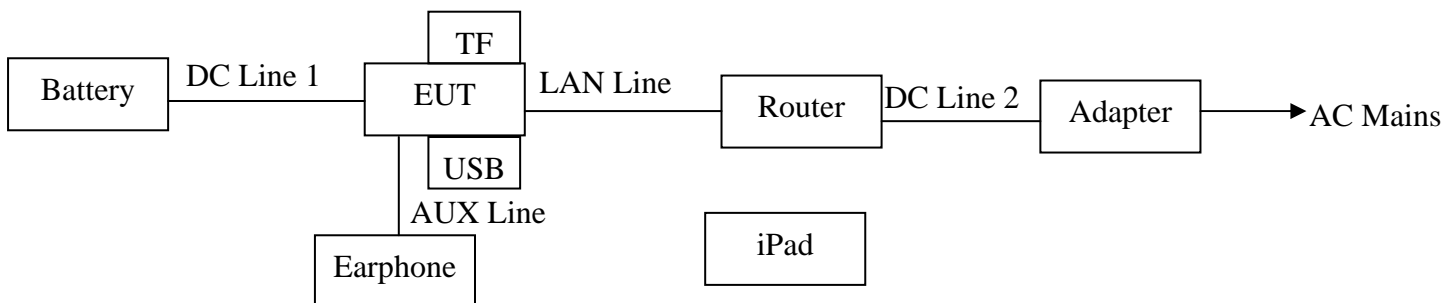 TF
Battery
DC Line 1
EUT
LAN Line
Router
DC Line 2
Adapter
AC Mains
USB
AUX Line
Earphone
iPad